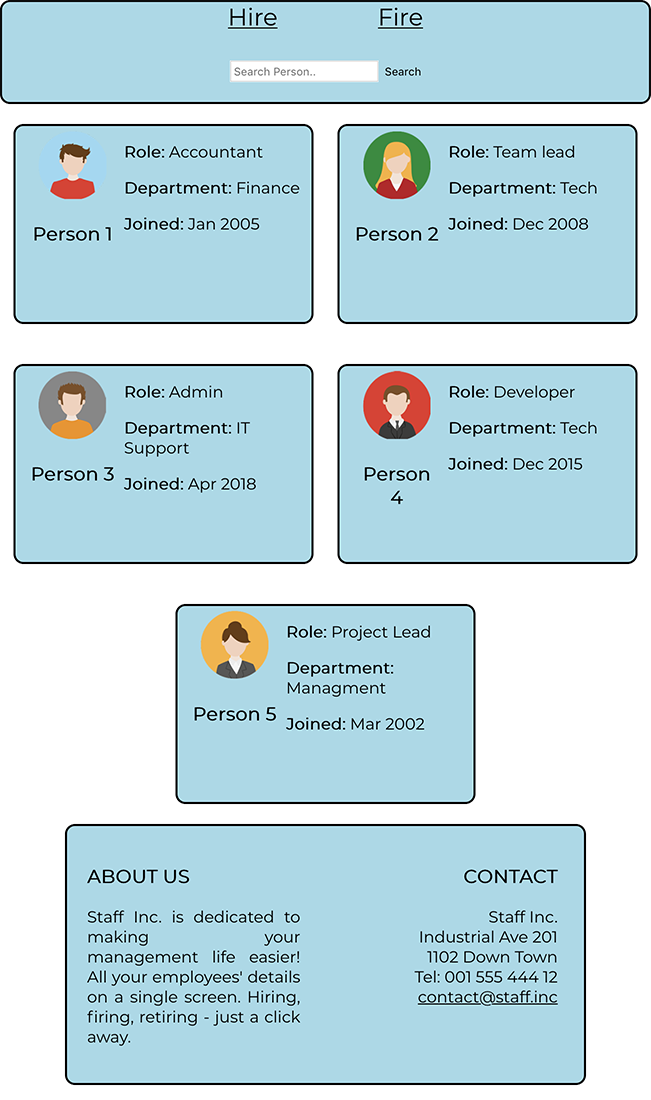 Hire
Fire
Search Person..
Search
Role: Accountant
Department: Finance
Joined: Jan 2005
Person 1
Role: Team lead
Department: Tech
Joined: Dec 2008
Person 2
Role: Admin
Department: IT
Support
Joined: Apr 2018
Person 3
Role: Developer
Department: Tech
Joined: Dec 2015
Person
4
Role: Project Lead
Department:
Managment
Joined: Mar 2002
Person 5
ABOUT US
Staff Inc. is dedicated to
making your
management life easier!
All your employees' details
on a single screen. Hiring,
firing, retiring - just a click
away.
CONTACT
Staff Inc.
Industrial Ave 201
1102 Down Town
Tel: 001 555 444 12
contact@staff.inc